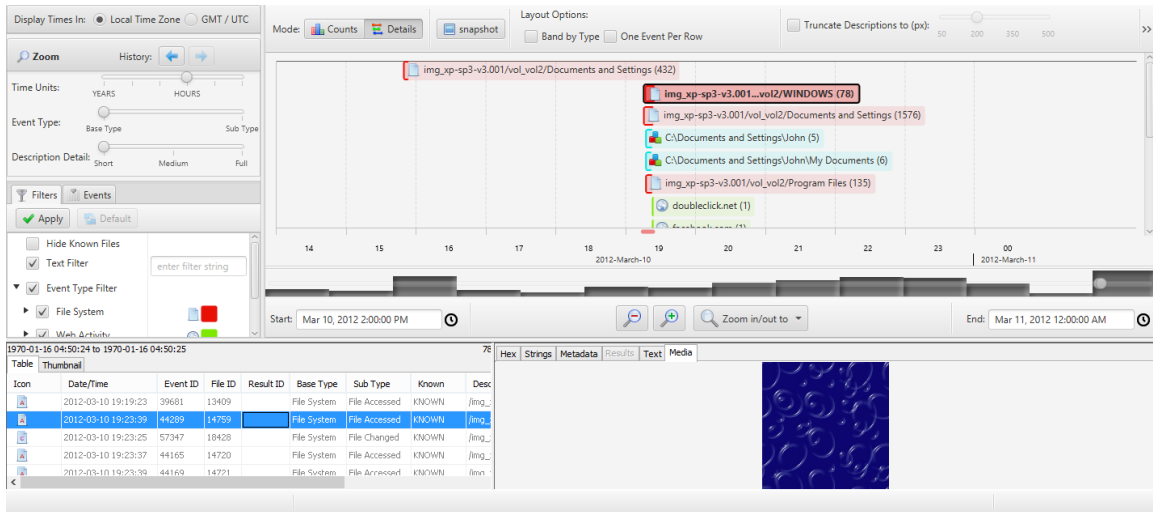 Display Times In: Local Time Zone GMT / UTC
Zoom History:
Time Units: YEARS HOURS
Event Type: Base Type Sub Type
Description Detail: Short Medium Full
Filters Events
Apply Default
Hide Known Files
Text Filter enter filter string
Event Type Filter
File System
Web Activity
Mode: Counts Details snapshot
Layout Options:
Band by Type One Event Per Row
Truncate Descriptions to (px): 50 200 350 500
>>
img_xp-sp3-v3.001/vol_vol2/Documents and Settings (432)
img_xp-sp3-v3.001...vol2/WINDOWS (78)
img_xp-sp3-v3.001/vol_vol2/Documents and Settings (1576)
C:\Documents and Settings\John (5)
C:\Documents and Settings\John\My Documents (6)
img_xp-sp3-v3.001/vol_vol2/Program Files (135)
doubleclick.net (1)
facebook.com (1)
14 15 16 17 18 19 20 21 22 23 00
2012-March-10 2012-March-11
Start: Mar 10, 2012 2:00:00 PM Zoom in/out to End: Mar 11, 2012 12:00:00 AM
1970-01-16 04:50:24 to 1970-01-16 04:50:25 78
Table Thumbnail
Icon Date/Time Event ID File ID Result ID Base Type Sub Type Known Desc
2012-03-10 19:19:23 39681 13409 File System File Accessed KNOWN /img_
2012-03-10 19:23:39 44289 14759 File System File Accessed KNOWN /img_
2012-03-10 19:23:25 57347 18428 File System File Changed KNOWN /img_
2012-03-10 19:23:37 44165 14720 File System File Accessed KNOWN /img_
2012-03-10 19:23:39 44169 14721 File System File Accessed KNOWN /img_
Hex Strings Metadata Results Text Media